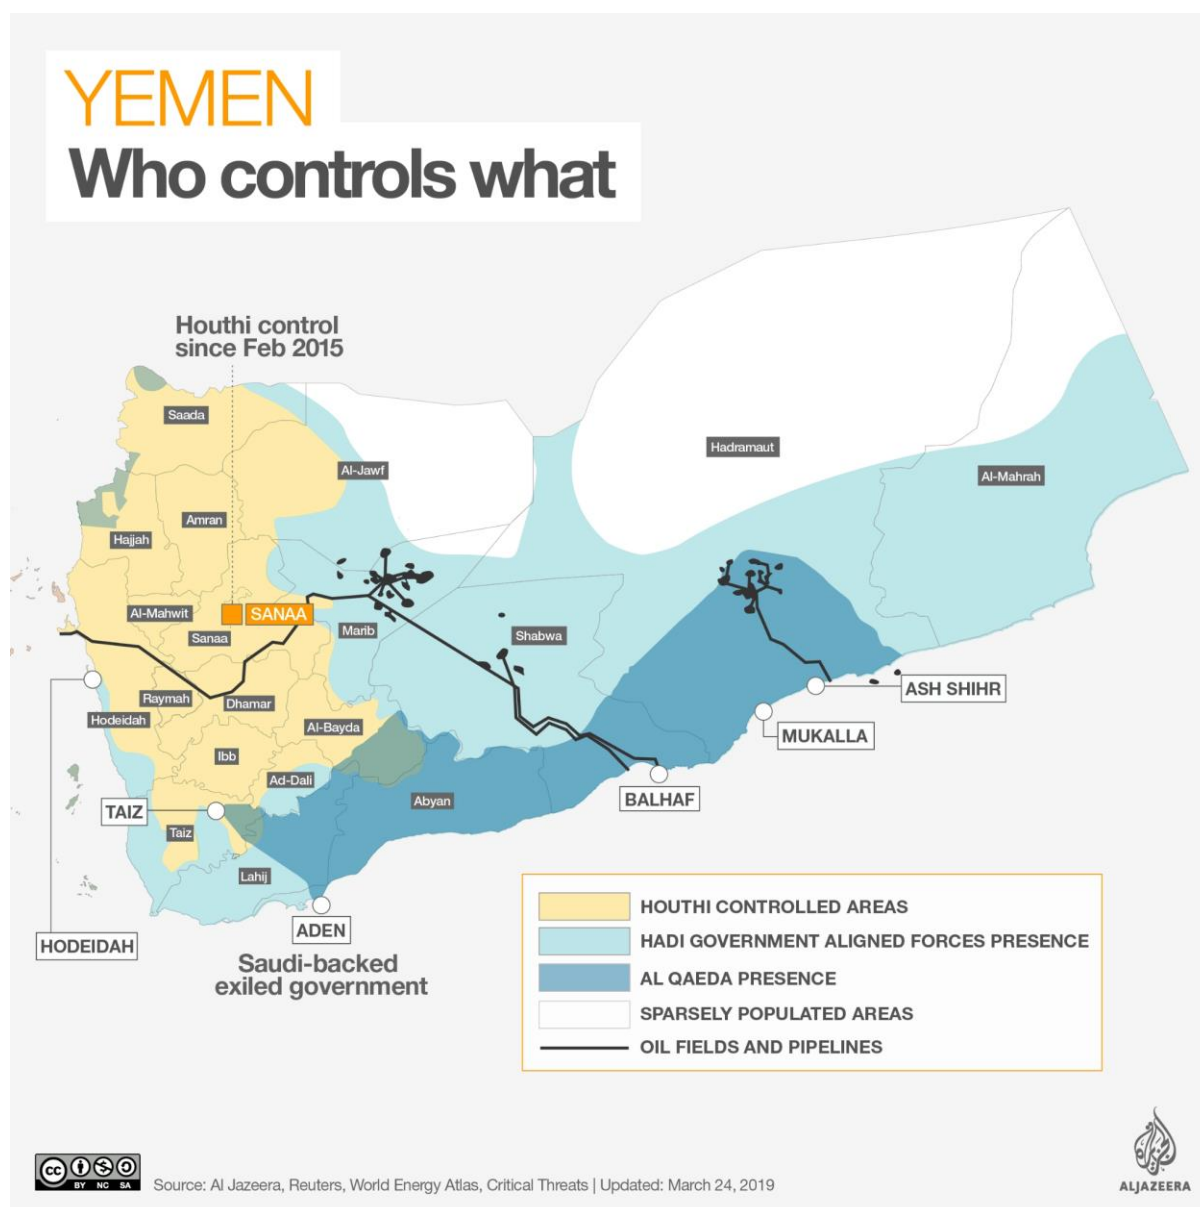 YEMEN
Who controls what
Houthi control
since Feb 2015
Saada
Al-Jawf
Hadramaut
Al-Mahrah
Amran
Hajjah
Al-Mahwit
SANAA
Sanaa
Marib
Shabwa
Raymah
Dhamar
Hodeidah
Al-Bayda
Ibb
Ad-Dali
Abyan
TAIZ
Taiz
Lahij
ASH SHIHR
MUKALLA
BALHAF
HODEIDAH
ADEN
Saudi-backed
exiled government
HOUTHI CONTROLLED AREAS
HADI GOVERNMENT ALIGNED FORCES PRESENCE
AL QAEDA PRESENCE
SPARSELY POPULATED AREAS
OIL FIELDS AND PIPELINES
cc
BY NC SA
Source: Al Jazeera, Reuters, World Energy Atlas, Critical Threats | Updated: March 24, 2019
ALJAZEERA